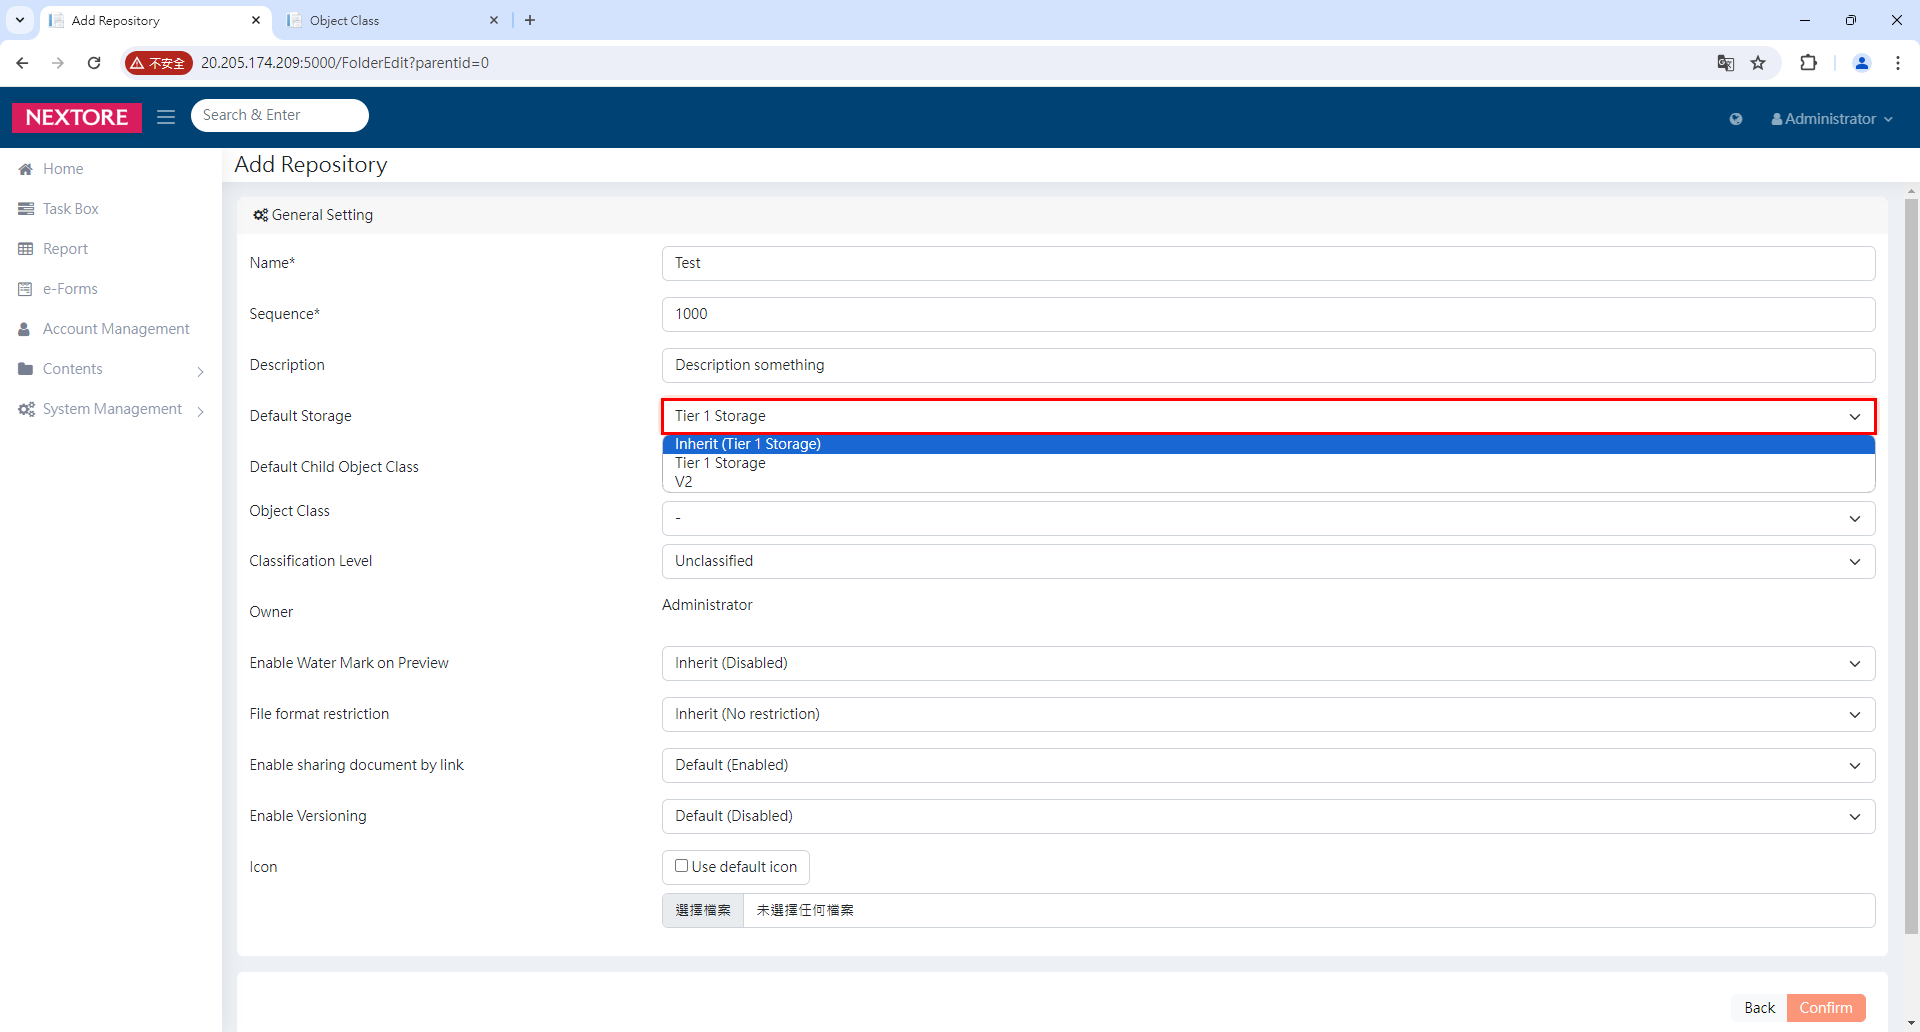 Add Repository
Object Class
不安全
20.205.174.209:5000/FolderEdit?parentid=0
NEXTORE
Search & Enter
Administrator
Home
Task Box
Report
e-Forms
Account Management
Contents
System Management
Add Repository
General Setting
Name*
Test
Sequence*
1000
Description
Description something
Default Storage
Tier 1 Storage
Inherit (Tier 1 Storage)
Tier 1 Storage
V2
Default Child Object Class
Object Class
-
Classification Level
Unclassified
Owner
Administrator
Enable Water Mark on Preview
Inherit (Disabled)
File format restriction
Inherit (No restriction)
Enable sharing document by link
Default (Enabled)
Enable Versioning
Default (Disabled)
Icon
Use default icon
選擇檔案
未選擇任何檔案
Back
Confirm